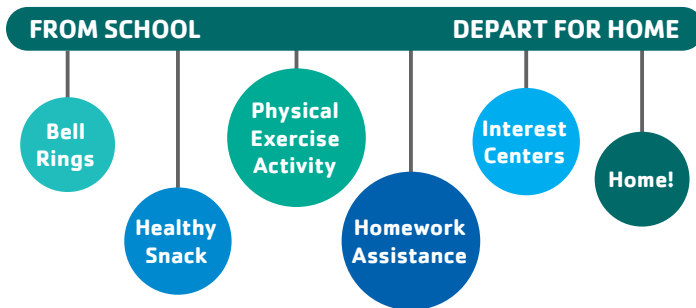 FROM SCHOOL
DEPART FOR HOME
Bell
Rings
Healthy
Snack
Physical
Exercise
Activity
Homework
Assistance
Interest
Centers
Home!